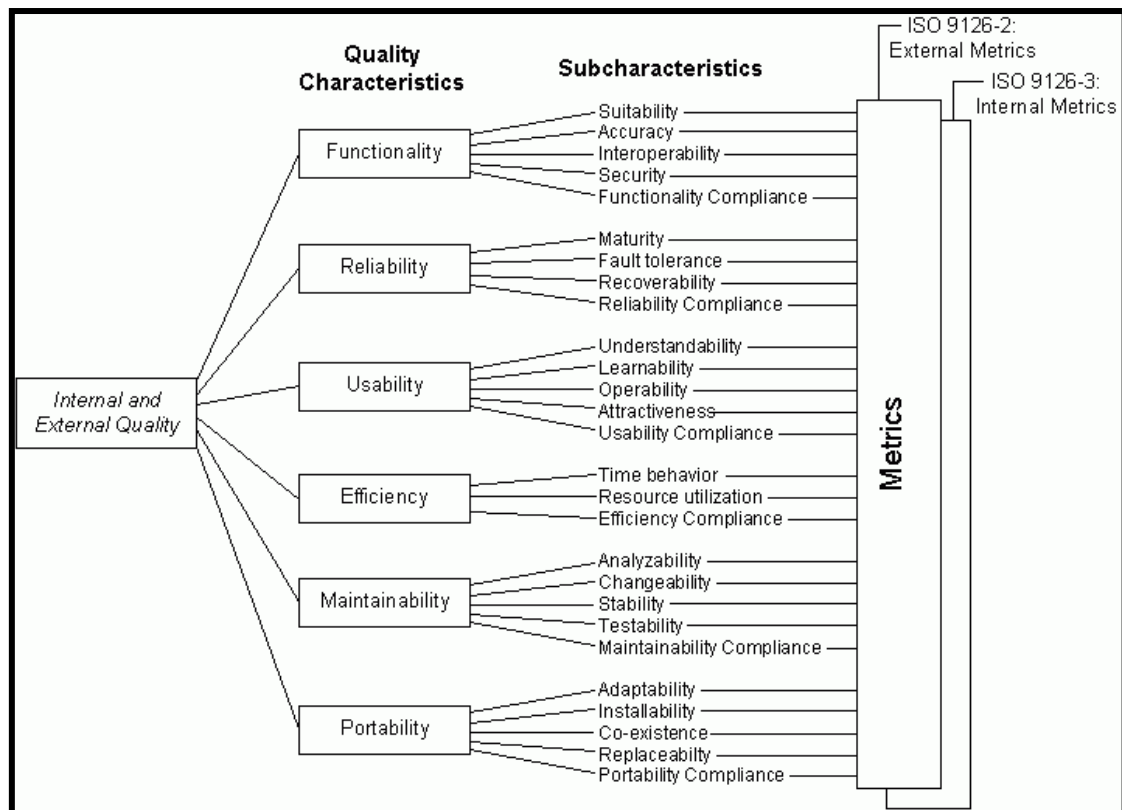 ISO 9126-2:
External Metrics
ISO 9126-3:
Internal Metrics
Quality
Characteristics
Subcharacteristics
Internal and
External Quality
Functionality
Suitability
Accuracy
Interoperability
Security
Functionality Compliance
Reliability
Maturity
Fault tolerance
Recoverability
Reliability Compliance
Usability
Understandability
Learnability
Operability
Attractiveness
Usability Compliance
Efficiency
Time behavior
Resource utilization
Efficiency Compliance
Maintainability
Analyzability
Changeability
Stability
Testability
Maintainability Compliance
Portability
Adaptability
Installability
Co-existence
Replaceabilty
Portability Compliance
Metrics